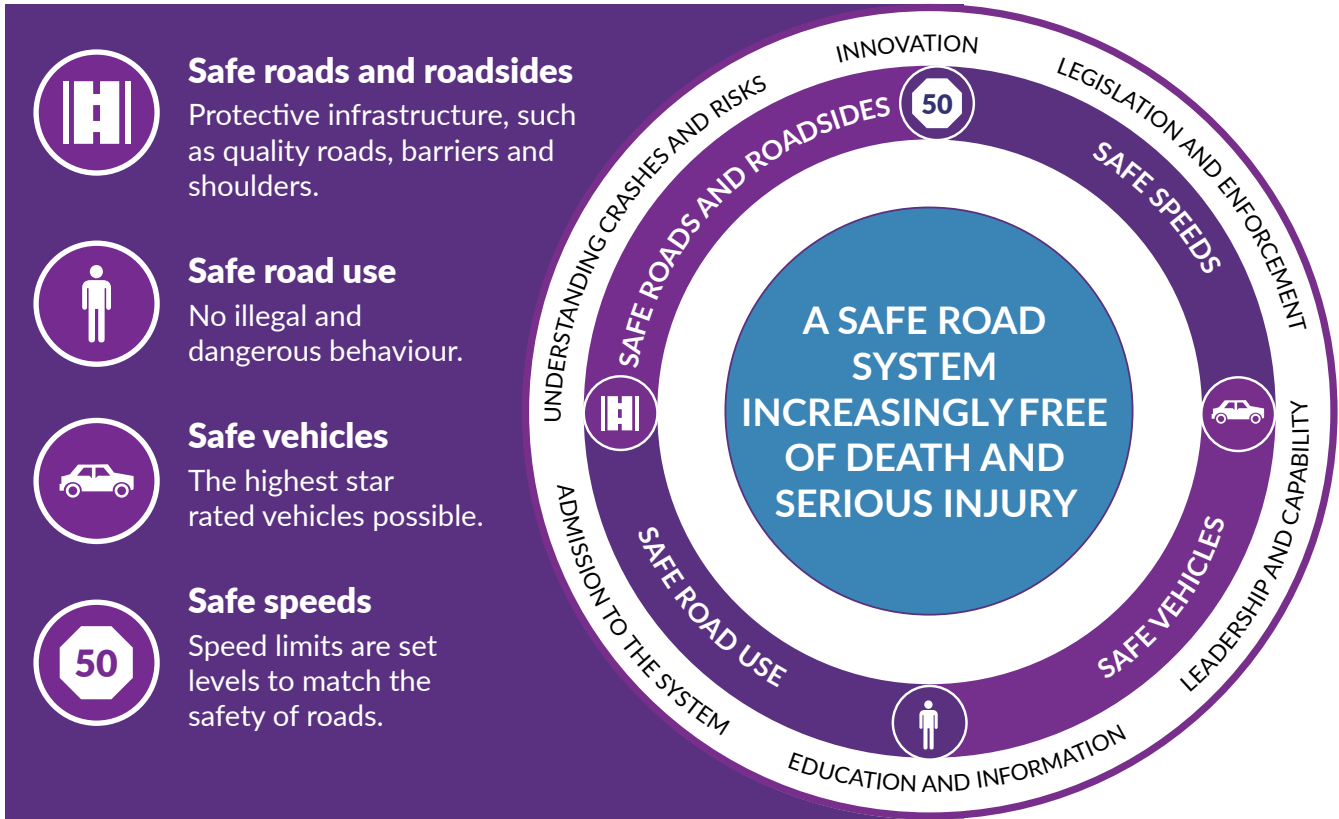 Safe roads and roadsides
Protective infrastructure, such
as quality roads, barriers and
shoulders.
Safe road use
No illegal and
dangerous behaviour.
Safe vehicles
The highest star
rated vehicles possible.
50
Safe speeds
Speed limits are set
levels to match the
safety of roads.
INNOVATION
LEGISLATION AND ENFORCEMENT
LEADERSHIP AND CAPABILITY
EDUCATION AND INFORMATION
ADMISSION TO THE SYSTEM
UNDERSTANDING CRASHES AND RISKS
SAFE ROADS AND ROADSIDES
50
SAFE SPEEDS
SAFE VEHICLES
SAFE ROAD USE
A SAFE ROAD
SYSTEM
INCREASINGLY FREE
OF DEATH AND
SERIOUS INJURY